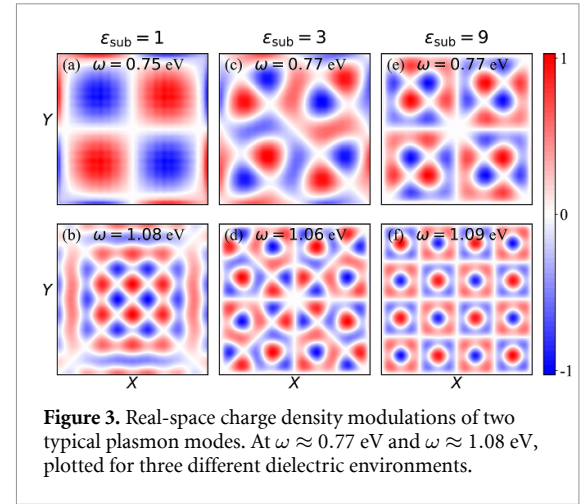 ε_sub = 1 ε_sub = 3 ε_sub = 9
(a) ω = 0.75 eV (c) ω = 0.77 eV (e) ω = 0.77 eV
1
Y
0
(b) ω = 1.08 eV (d) ω = 1.06 eV (f) ω = 1.09 eV
Y
-1
X X X
Figure 3. Real-space charge density modulations of two
typical plasmon modes. At ω ≈ 0.77 eV and ω ≈ 1.08 eV,
plotted for three different dielectric environments.